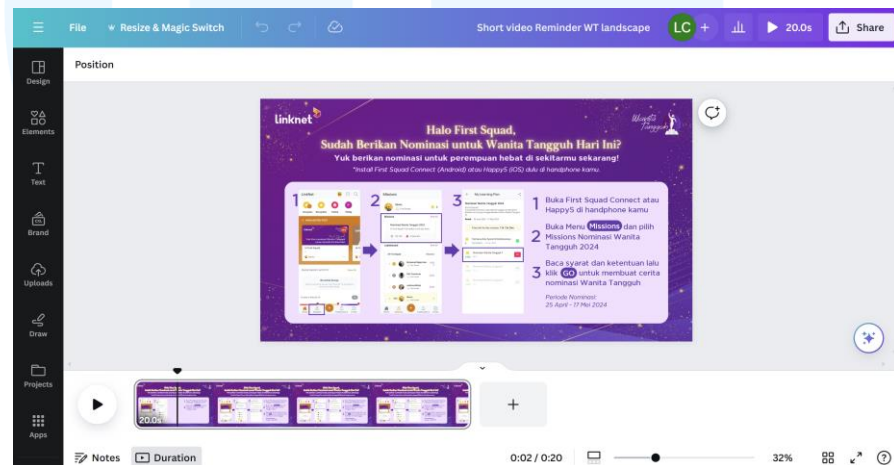 File
Resize & Magic Switch
Short video Reminder WT landscape
LC
+
20.0s
Share
Position
Design
Elements
Text
Brand
Uploads
Draw
Projects
Apps
linknet
Wanita
Tangguh
Halo First Squad,
Sudah Berikan Nominasi untuk Wanita Tangguh Hari Ini?
Yuk berikan nominasi untuk perempuan hebat di sekitarmu sekarang!
*Install First Squad Connect (Android) atau Happy5 (IOS) dulu di handphone kamu
1
2
3
1 Buka First Squad Connect atau
Happy5 di handphone kamu
2 Buka Menu Missions dan pilih
Missions Nominasi Wanita
Tangguh 2024
3 Baca syarat dan ketentuan lalu
klik GO untuk membuat cerita
nominasi Wanita Tangguh
Periode Nominasi:
25 April - 17 Mei 2024
20.0s
+
Notes
Duration
0:02 / 0:20
32%